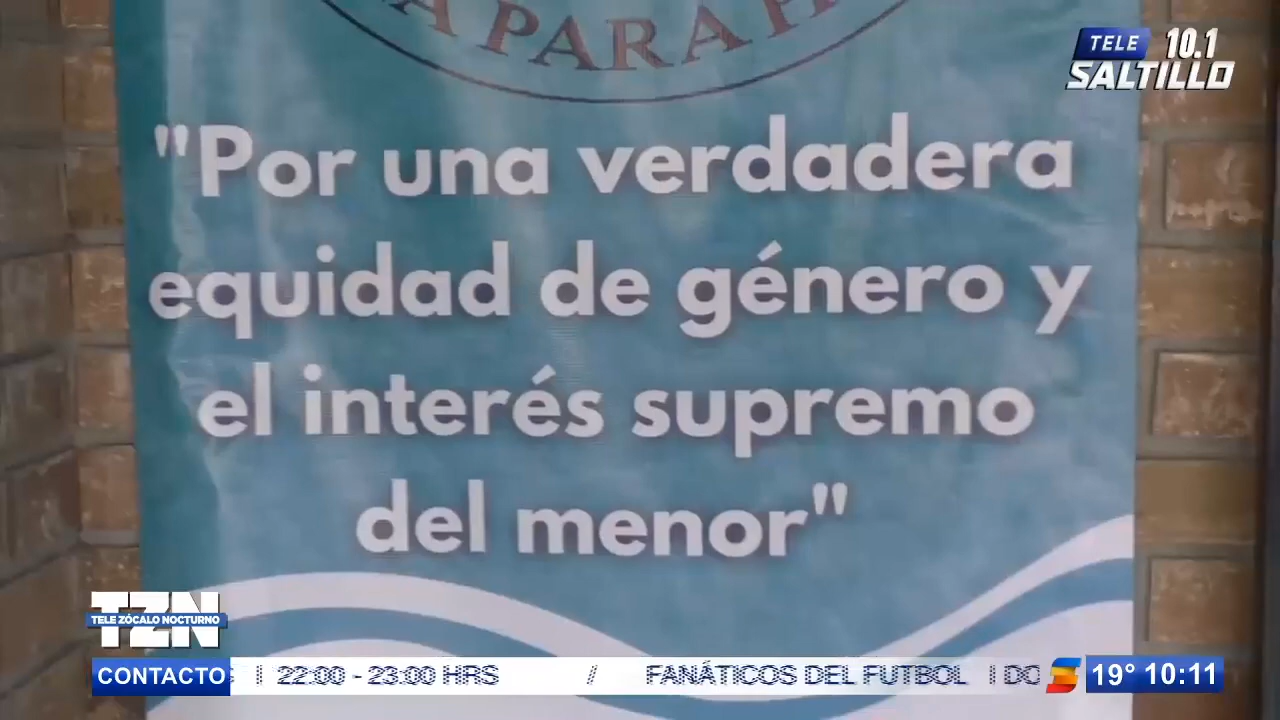 A PARA H
TELE 10.1
SALTILLO
"Por una verdadera
equidad de género y
el interés supremo
del menor"
TZN
TELE ZÓCALO NOCTURNO
CONTACTO | 22:00 - 23:00 HRS / FANÁTICOS DEL FUTBOL | DO 19° 10:11